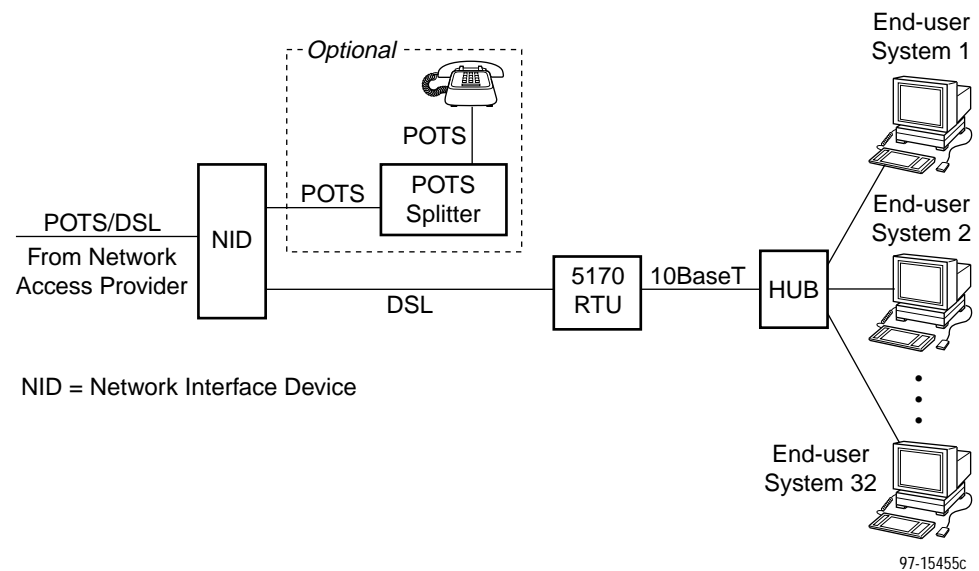 End-user
System 1
Optional
POTS
POTS
POTS
Splitter
End-user
System 2
POTS/DSL
From Network
Access Provider
NID
DSL
5170
RTU
10BaseT
HUB
NID = Network Interface Device
End-user
System 32
97-15455c